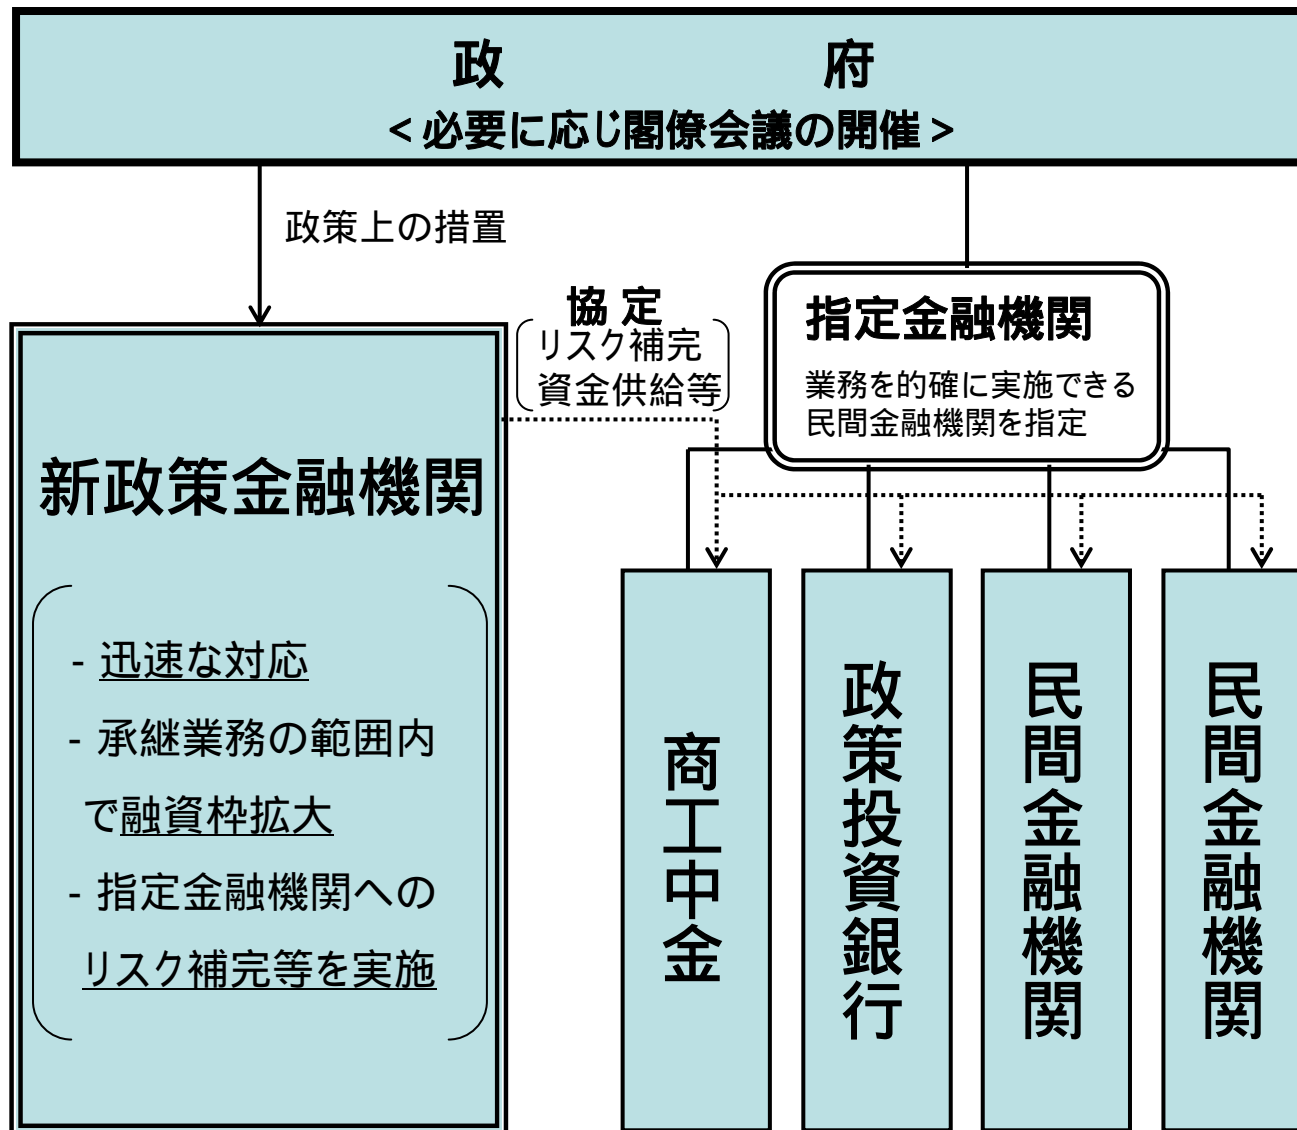 政 府
<必要に応じ閣僚会議の開催>
政策上の措置
協定
リスク補完
資金供給等
指定金融機関
業務を的確に実施できる
民間金融機関を指定
新政策金融機関
- 迅速な対応
- 承継業務の範囲内
で融資枠拡大
- 指定金融機関への
リスク補完等を実施
商工中金
政策投資銀行
民間金融機関
民間金融機関